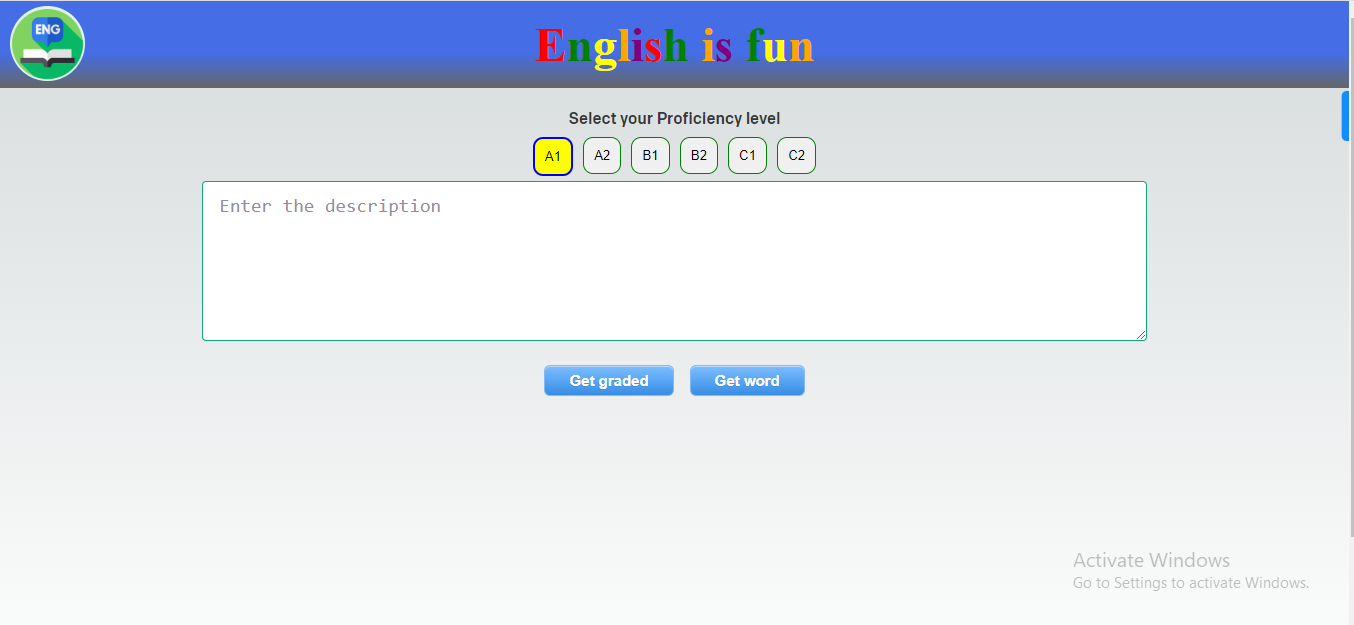 ENG
English is fun
Select your Proficiency level
A1 A2 B1 B2 C1 C2
Enter the description
Get graded Get word
Activate Windows
Go to Settings to activate Windows.